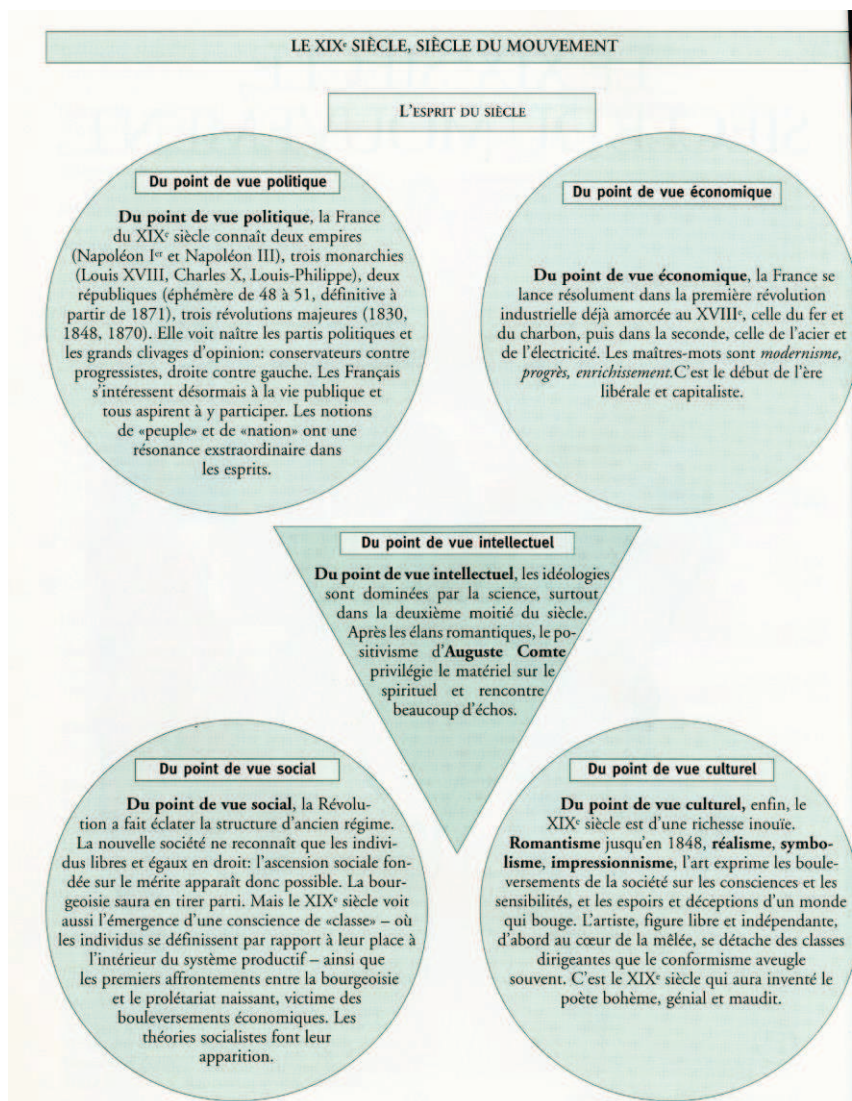 LE XIXe SIÈCLE, SIÈCLE DU MOUVEMENT
L'ESPRIT DU SIÈCLE
Du point de vue politique
Du point de vue politique, la France
du XIXe siècle connaît deux empires
(Napoléon Ier et Napoléon III), trois monarchies
(Louis XVIII, Charles X, Louis-Philippe), deux
républiques (éphémère de 48 à 51, définitive à
partir de 1871), trois révolutions majeures (1830,
1848, 1870). Elle voit naître les partis politiques et
les grands clivages d'opinion: conservateurs contre
progressistes, droite contre gauche. Les Français
s'intéressent désormais à la vie publique et
tous aspirent à y participer. Les notions
de «peuple» et de «nation» ont une
résonance exstraordinaire dans
les esprits.
Du point de vue économique
Du point de vue économique, la France se
lance résolument dans la première révolution
industrielle déjà amorcée au XVIIIe, celle du fer et
du charbon, puis dans la seconde, celle de l'acier et
de l'électricité. Les maîtres-mots sont modernisme,
progrès, enrichissement.C'est le début de l'ère
libérale et capitaliste.
Du point de vue intellectuel
Du point de vue intellectuel, les idéologies
sont dominées par la science, surtout
dans la deuxième moitié du siècle.
Après les élans romantiques, le po-
sitivisme d'Auguste Comte
privilégie le matériel sur le
spirituel et rencontre
beaucoup d'échos.
Du point de vue social
Du point de vue social, la Révolu-
tion a fait éclater la structure d'ancien régime.
La nouvelle société ne reconnaît que les indivi-
dus libres et égaux en droit: l'ascension sociale fon-
dée sur le mérite apparaît donc possible. La bour-
geoisie saura en tirer parti. Mais le XIXe siècle voit
aussi l'émergence d'une conscience de «classe» – où
les individus se définissent par rapport à leur place à
l'intérieur du système productif – ainsi que
les premiers affrontements entre la bourgeoisie
et le prolétariat naissant, victime des
bouleversements économiques. Les
théories socialistes font leur
apparition.
Du point de vue culturel
Du point de vue culturel, enfin, le
XIXe siècle est d'une richesse inouïe.
Romantisme jusqu'en 1848, réalisme, symbo-
lisme, impressionnisme, l'art exprime les boule-
versements de la société sur les consciences et les
sensibilités, et les espoirs et déceptions d'un monde
qui bouge. L'artiste, figure libre et indépendante,
d'abord au cœur de la mêlée, se détache des classes
dirigeantes que le conformisme aveugle
souvent. C'est le XIXe siècle qui aura inventé le
poète bohème, génial et maudit.